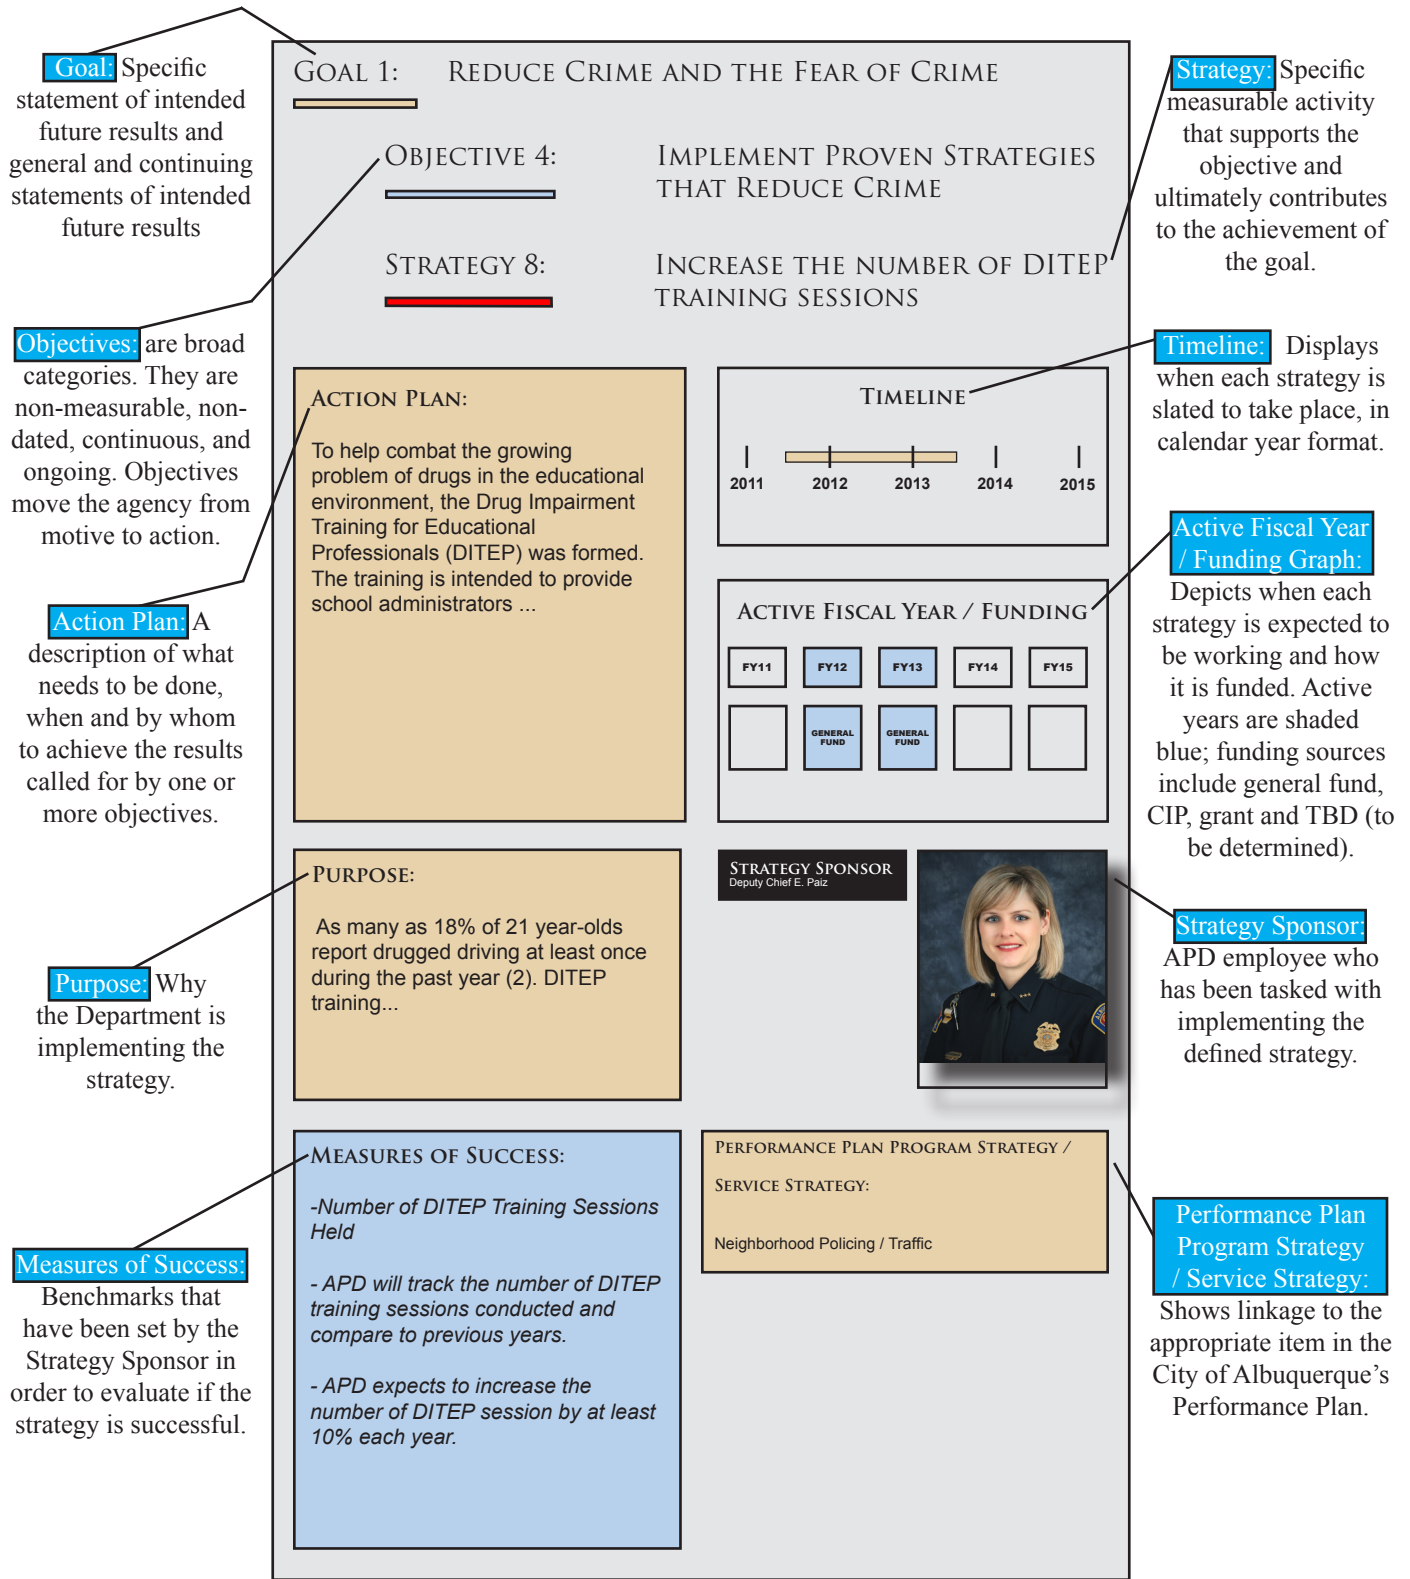 Goal: Specific
statement of intended
future results and
general and continuing
statements of intended
future results
Objectives: are broad
categories. They are
non-measurable, non-
dated, continuous, and
ongoing. Objectives
move the agency from
motive to action.
Action Plan: A
description of what
needs to be done,
when and by whom
to achieve the results
called for by one or
more objectives.
Purpose: Why
the Department is
implementing the
strategy.
Measures of Success:
Benchmarks that
have been set by the
Strategy Sponsor in
order to evaluate if the
strategy is successful.
Goal 1: Reduce Crime and the Fear of Crime
Objective 4: Implement Proven Strategies
that Reduce Crime
Strategy 8: Increase the number of DITEP
training sessions
Action Plan:
To help combat the growing
problem of drugs in the educational
environment, the Drug Impairment
Training for Educational
Professionals (DITEP) was formed.
The training is intended to provide
school administrators ...
Timeline
2011 2012 2013 2014 2015
Active Fiscal Year / Funding
FY11 FY12 FY13 FY14 FY15
GENERAL FUND GENERAL FUND
Purpose:
As many as 18% of 21 year-olds
report drugged driving at least once
during the past year (2). DITEP
training...
Strategy Sponsor
Deputy Chief E. Paiz
Measures of Success:
-Number of DITEP Training Sessions
Held
- APD will track the number of DITEP
training sessions conducted and
compare to previous years.
- APD expects to increase the
number of DITEP session by at least
10% each year.
Performance Plan Program Strategy /
Service Strategy:
Neighborhood Policing / Traffic
Strategy: Specific
measurable activity
that supports the
objective and
ultimately contributes
to the achievement of
the goal.
Timeline: Displays
when each strategy is
slated to take place, in
calendar year format.
Active Fiscal Year
/ Funding Graph:
Depicts when each
strategy is expected to
be working and how
it is funded. Active
years are shaded
blue; funding sources
include general fund,
CIP, grant and TBD (to
be determined).
Strategy Sponsor:
APD employee who
has been tasked with
implementing the
defined strategy.
Performance Plan
Program Strategy
/ Service Strategy:
Shows linkage to the
appropriate item in the
City of Albuquerque's
Performance Plan.